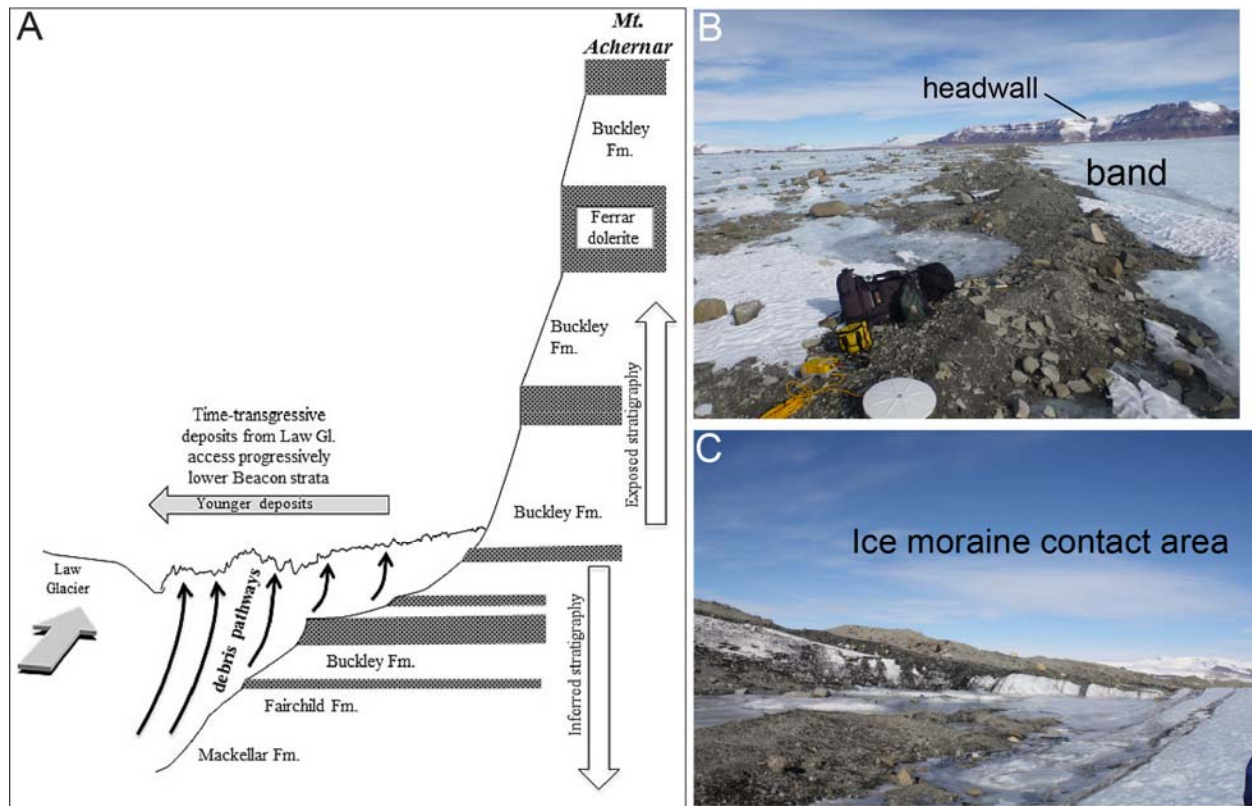 A
Mt.
Achernar
Buckley
Fm.
Ferrar
dolerite
Buckley
Fm.
Exposed stratigraphy
Time-transgressive
deposits from Law Gl.
access progressively
lower Beacon strata
Younger deposits
Buckley Fm.
Law
Glacier
debris pathways
Inferred stratigraphy
Buckley Fm.
Fairchild Fm.
Mackellar Fm.
B
headwall
band
C
Ice moraine contact area